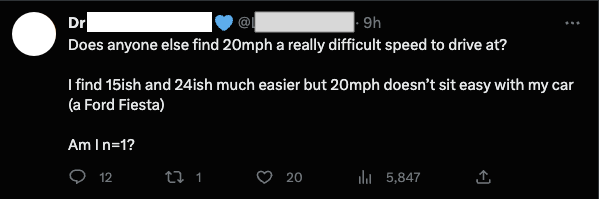 Dr @ · 9h
Does anyone else find 20mph a really difficult speed to drive at?
I find 15ish and 24ish much easier but 20mph doesn't sit easy with my car
(a Ford Fiesta)
Am I n=1?
12 1 20 5,847